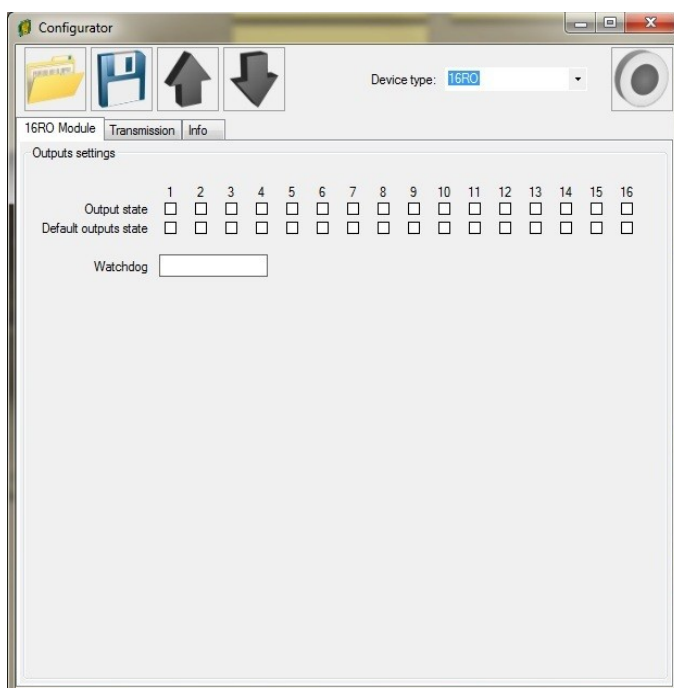 Configurator
Device type: 16RO
16RO Module Transmission Info
Outputs settings
1 2 3 4 5 6 7 8 9 10 11 12 13 14 15 16
Output state
Default outputs state
Watchdog